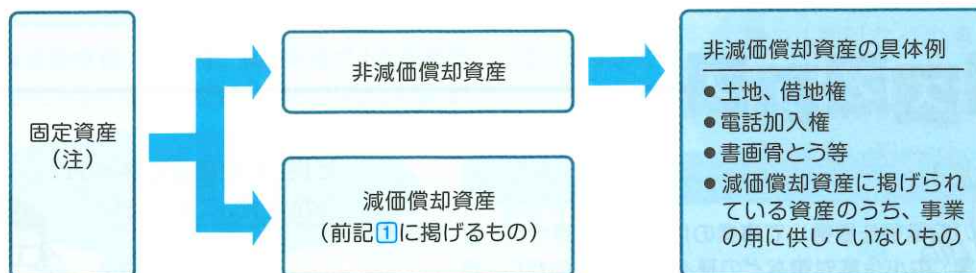 固定資産
(注)
非減価償却資産
減価償却資産
(前記1に掲げるもの)
非減価償却資産の具体例
●土地、借地権
●電話加入権
●書画骨とう等
●減価償却資産に掲げられ
ている資産のうち、事業
の用に供していないもの